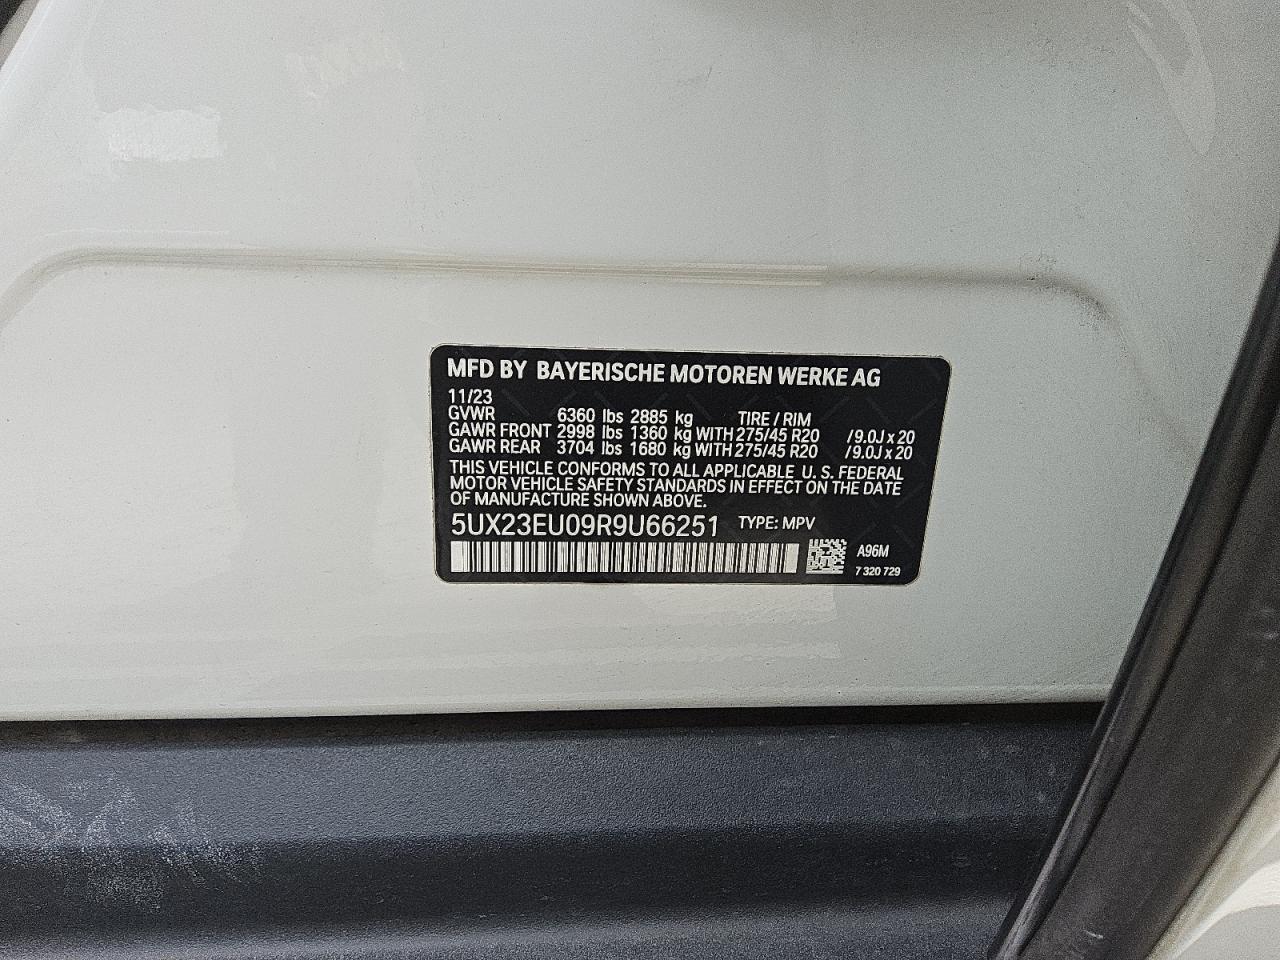 MFD BY BAYERISCHE MOTOREN WERKE AG
11/23
GVWR 6360 lbs 2885 kg TIRE / RIM
GAWR FRONT 2998 lbs 1360 kg WITH 275/45 R20 / 9.0J x 20
GAWR REAR 3704 lbs 1680 kg WITH 275/45 R20 / 9.0J x 20
THIS VEHICLE CONFORMS TO ALL APPLICABLE U. S. FEDERAL
MOTOR VEHICLE SAFETY STANDARDS IN EFFECT ON THE DATE
OF MANUFACTURE SHOWN ABOVE.
5UX23EU09R9U66251 TYPE: MPV
A96M
7 320 729